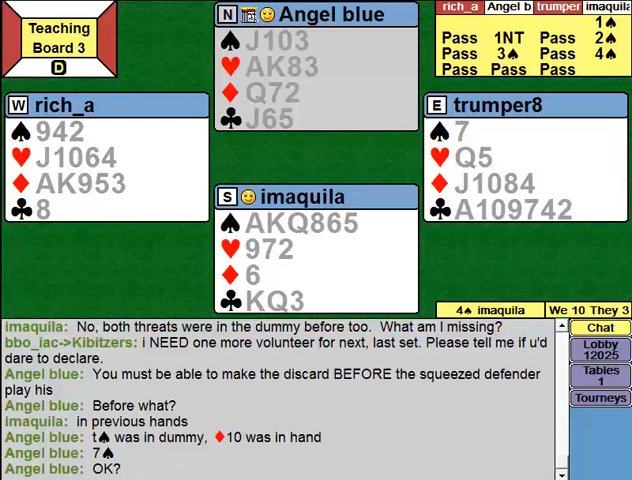 Teaching
Board 3
D
N Angel blue
♠ J103
♥ AK83
♦ Q72
♣ J65
rich_a Angel b trumper imaquila
1♠
Pass 1NT Pass 2♠
Pass 3♠ Pass 4♠
Pass Pass Pass
W rich_a
♠ 942
♥ J1064
♦ AK953
♣ 8
E trumper8
♠ 7
♥ Q5
♦ J1084
♣ A109742
S imaquila
♠ AKQ865
♥ 972
♦ 6
♣ KQ3
4♠ imaquila We 10 They 3
imaquila: No, both threats were in the dummy before too. What am I missing?
bbo_iac->Kibitzers: i NEED one more volunteer for next, last set. Please tell me if u'd
dare to declare.
Angel blue: You must be able to make the discard BEFORE the squeezed defender
play his
Angel blue: Before what?
imaquila: in previous hands
Angel blue: t♠ was in dummy, ♦10 was in hand
Angel blue: 7♠
Angel blue: OK?
Chat
Lobby
12025
Tables
1
Tourneys